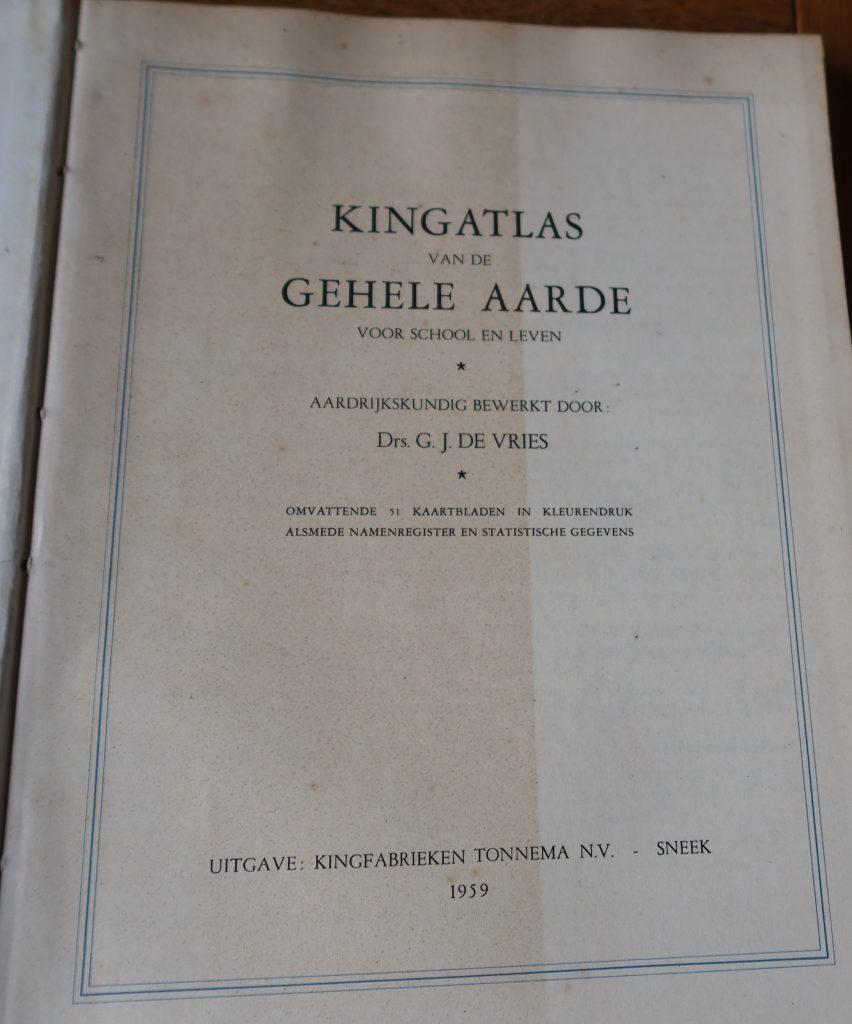 KINGATLAS
VAN DE
GEHELE AARDE
VOOR SCHOOL EN LEVEN
★
AARDRIJKSKUNDIG BEWERKT DOOR:
Drs. G. J. DE VRIES
★
OMVATTENDE 51 KAARTBLADEN IN KLEURENDRUK
ALSMEDE NAMENREGISTER EN STATISTISCHE GEGEVENS
UITGAVE: KINGFABRIEKEN TONNEMA N.V. - SNEEK
1959